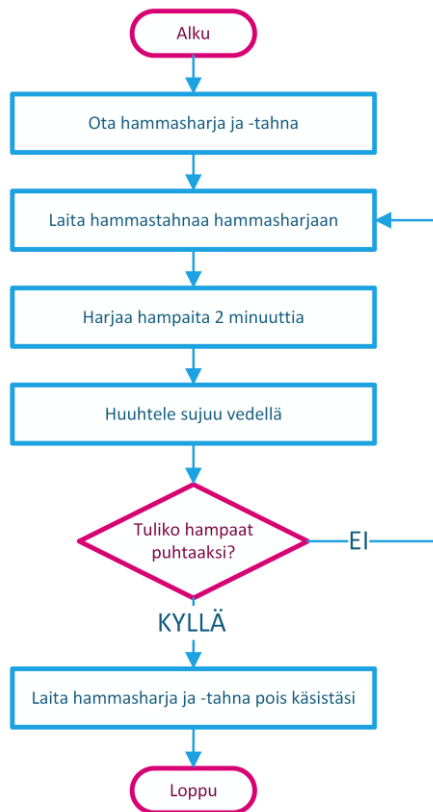 Alku
Ota hammasharja ja -tahna
Laita hammastahnaa hammasharjaan
Harjaa hampaita 2 minuuttia
Huuhtele sujuu vedellä
Tuliko hampaat
puhtaaksi?
EI
KYLLÄ
Laita hammasharja ja -tahna pois käsistäsi
Loppu